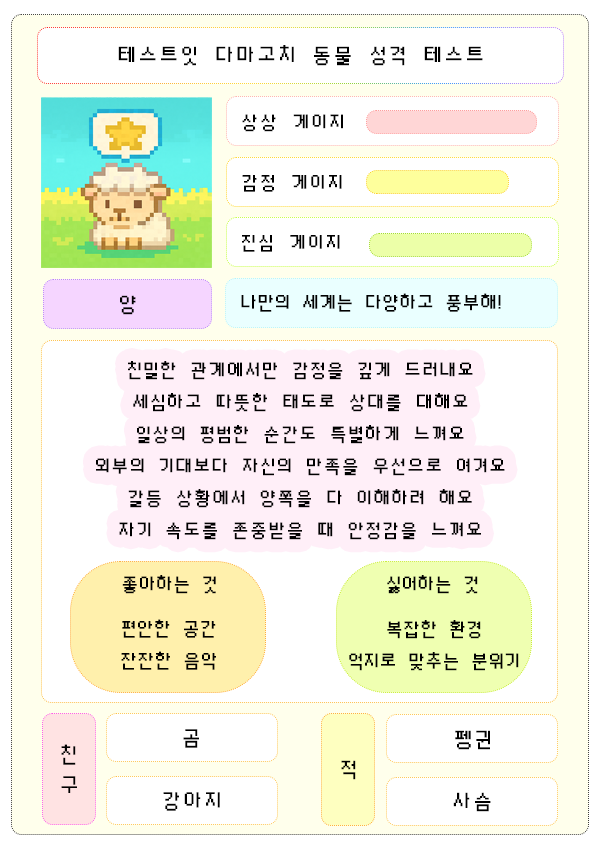 테스트잇 다마고치 동물 성격 테스트
상상 게이지
감정 게이지
진심 게이지
양
나만의 세계는 다양하고 풍부해!
친밀한 관계에서만 감정을 깊게 드러내요
세심하고 따뜻한 태도로 상대를 대해요
일상의 평범한 순간도 특별하게 느껴요
외부의 기대보다 자신의 만족을 우선으로 여겨요
갈등 상황에서 양쪽을 다 이해하려 해요
자기 속도를 존중받을 때 안정감을 느껴요
좋아하는 것
편안한 공간
잔잔한 음악
싫어하는 것
복잡한 환경
억지로 맞추는 분위기
친구
곰
강아지
적
펭귄
사슴